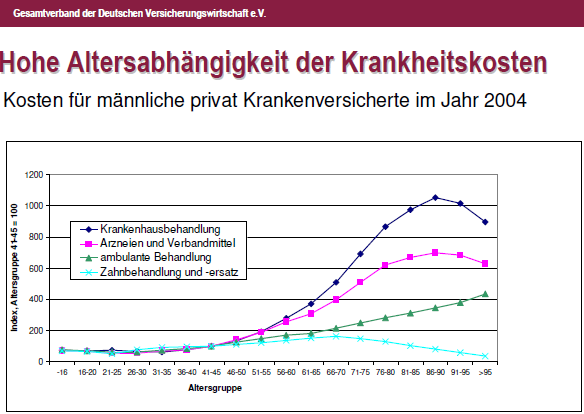 Gesamtverband der Deutschen Versicherungswirtschaft e.V.
Hohe Altersabhängigkeit der Krankheitskosten
Kosten für männliche privat Krankenversicherte im Jahr 2004
Index, Altersgruppe 41-45 = 100
1200
1000
800
600
400
200
0
Krankenhausbehandlung
Arzneien und Verbandmittel
ambulante Behandlung
Zahnbehandlung und -ersatz
-16 16-20 21-25 26-30 31-35 36-40 41-45 46-50 51-55 56-60 61-65 66-70 71-75 76-80 81-85 86-90 91-95 >95
Altersgruppe